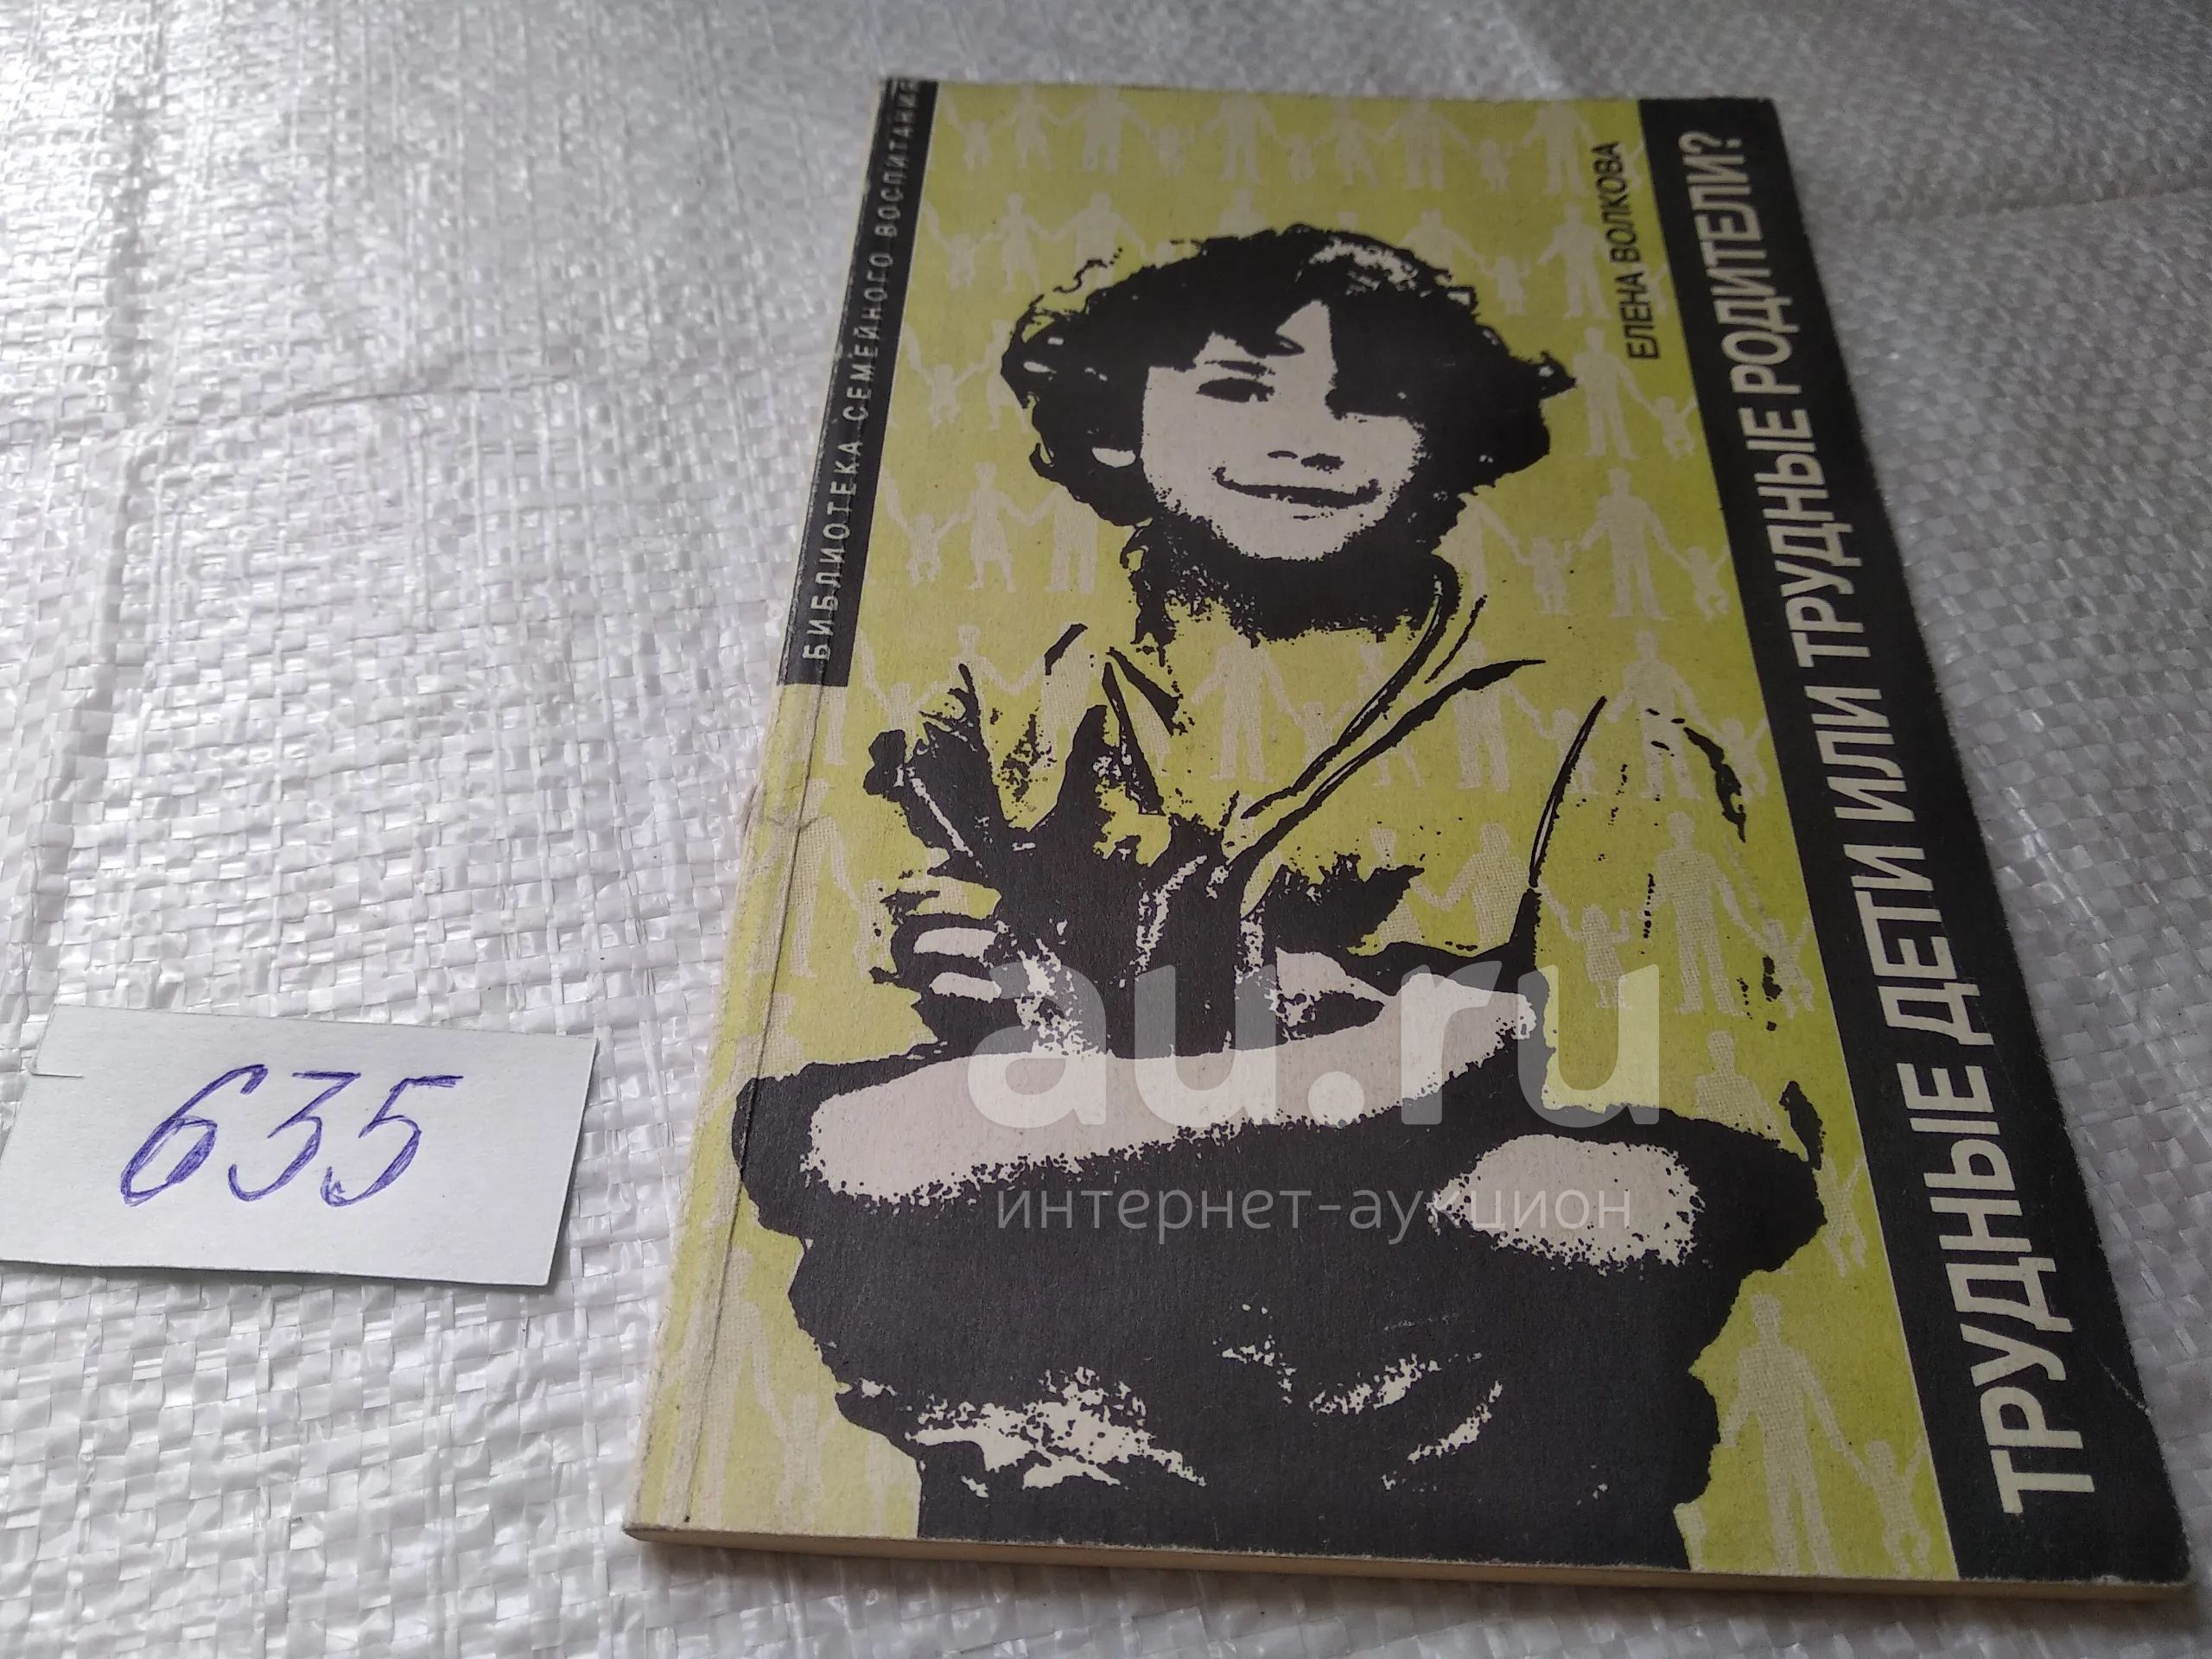 БИБЛИОТЕКА СЕМЕЙНОГО ВОСПИТАНИЯ
ЕЛЕНА ВОЛКОВА
ТРУДНЫЕ ДЕТИ ИЛИ ТРУДНЫЕ РОДИТЕЛИ?
635
au.ru
интернет-аукцион